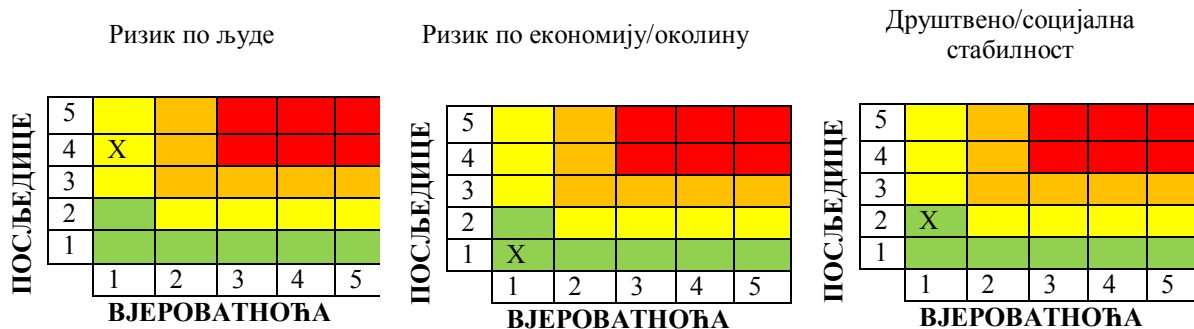 Ризик по људе
ПОСЉЕДИЦЕ
5
4 X
3
2
1
1 2 3 4 5
ВЈЕРОВАТНОЋА
Ризик по економију/околину
ПОСЉЕДИЦЕ
5
4
3
2
1 X
1 2 3 4 5
ВЈЕРОВАТНОЋА
Друштвено/социјална
стабилност
ПОСЉЕДИЦЕ
5
4
3
2 X
1
1 2 3 4 5
ВЈЕРОВАТНОЋА